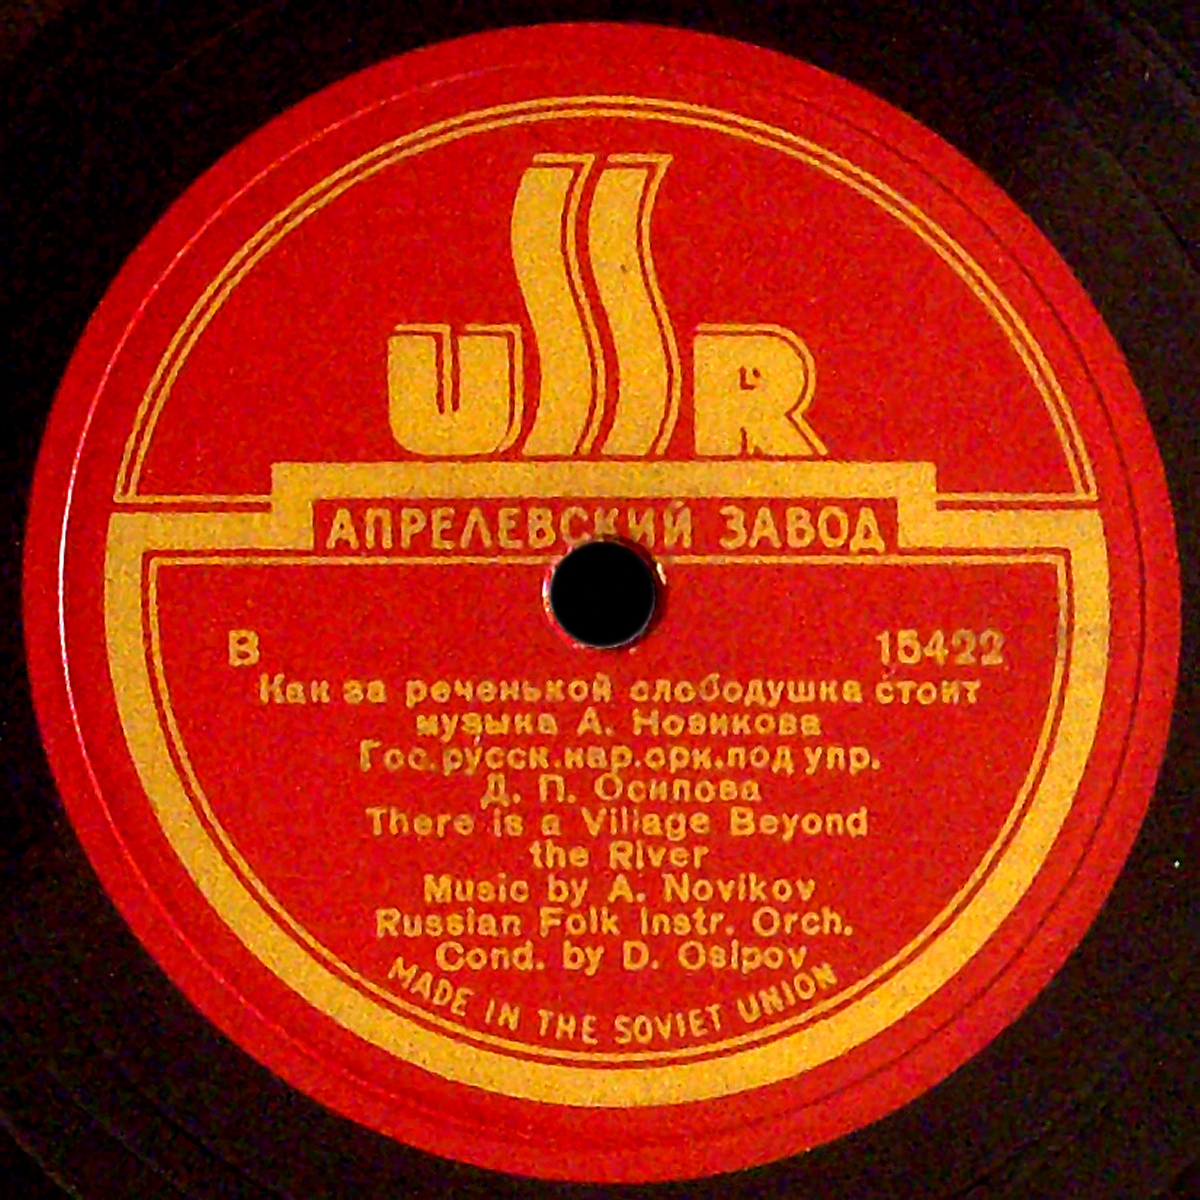 USSR
АПРЕЛЕВСКИЙ ЗАВОД
В 15422
Как за реченькой слободушка стоит
музыка А. Новикова
Гос.русск.нар.орк.под упр.
Д. П. Осипова
There is a Village Beyond
the River
Music by A. Novikov
Russian Folk Instr. Orch.
Cond. by D. Osipov
MADE IN THE SOVIET UNION